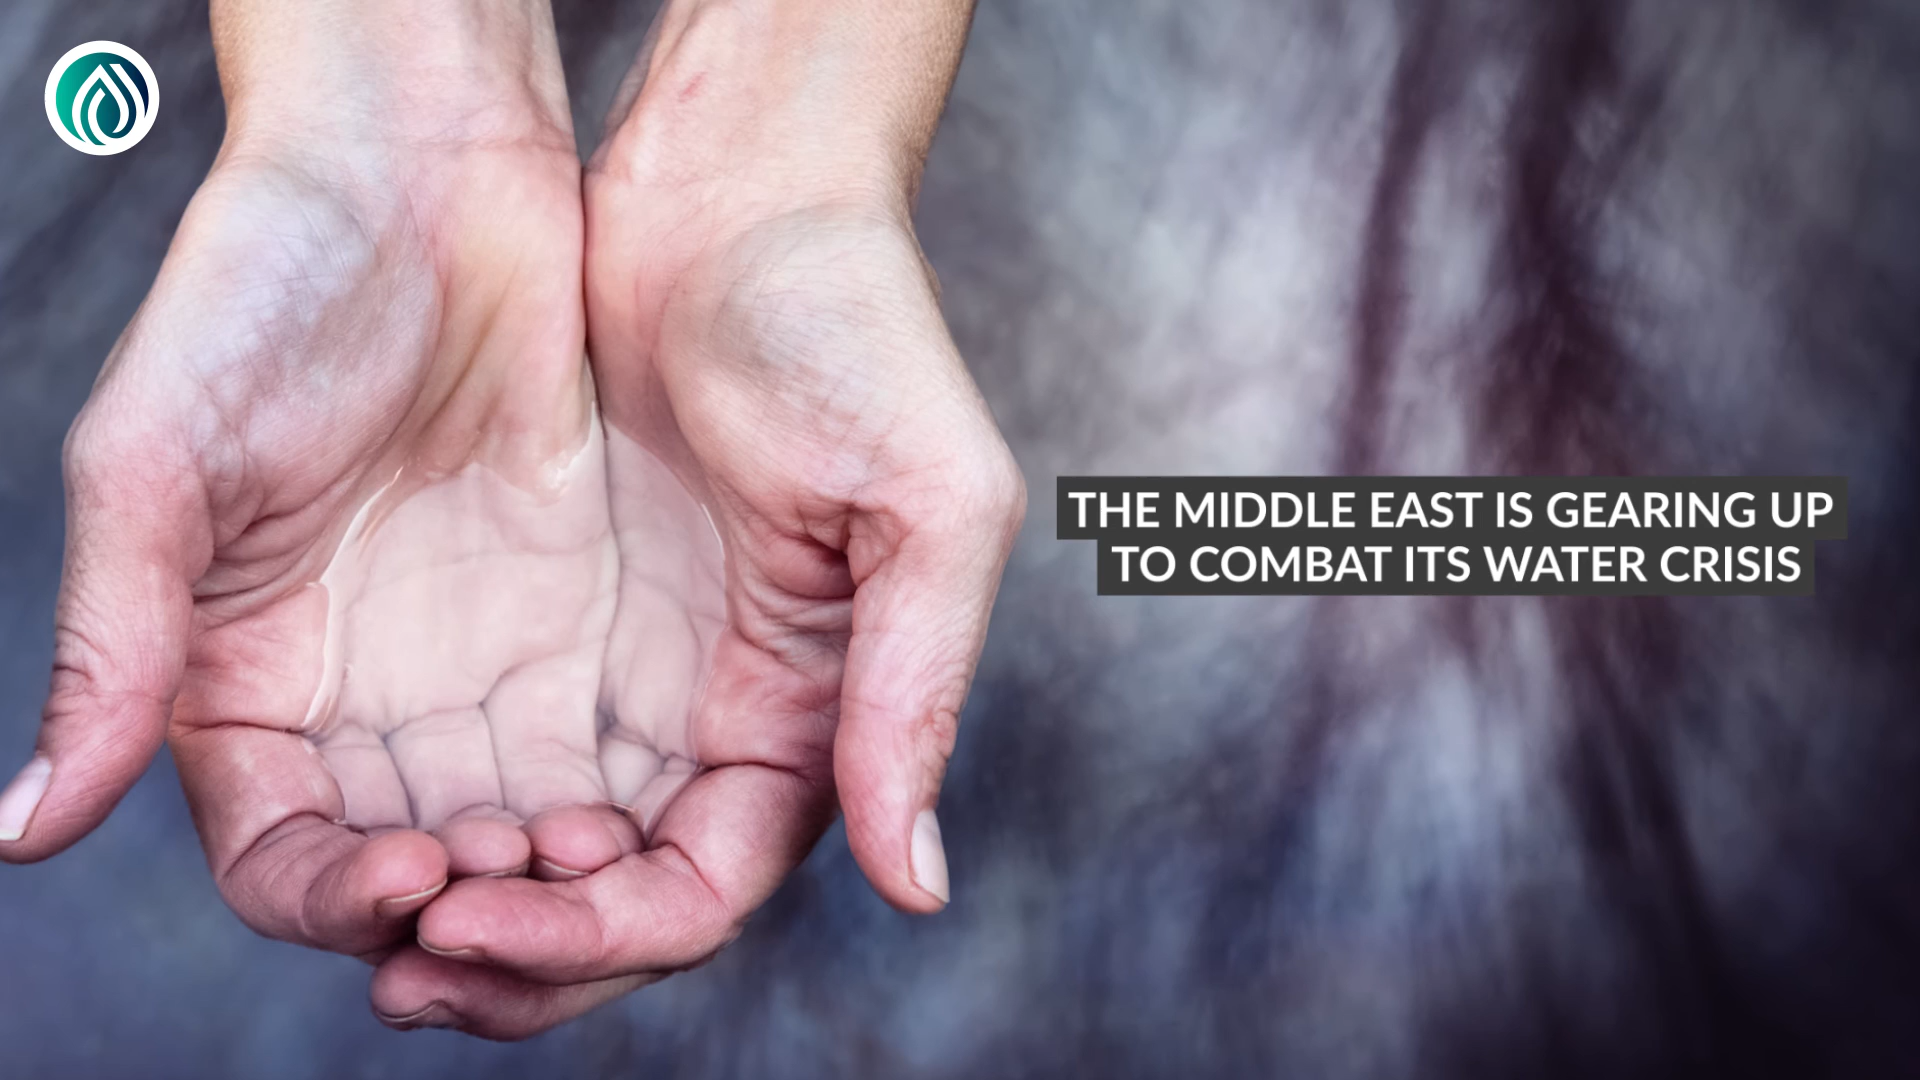 THE MIDDLE EAST IS GEARING UP
TO COMBAT ITS WATER CRISIS